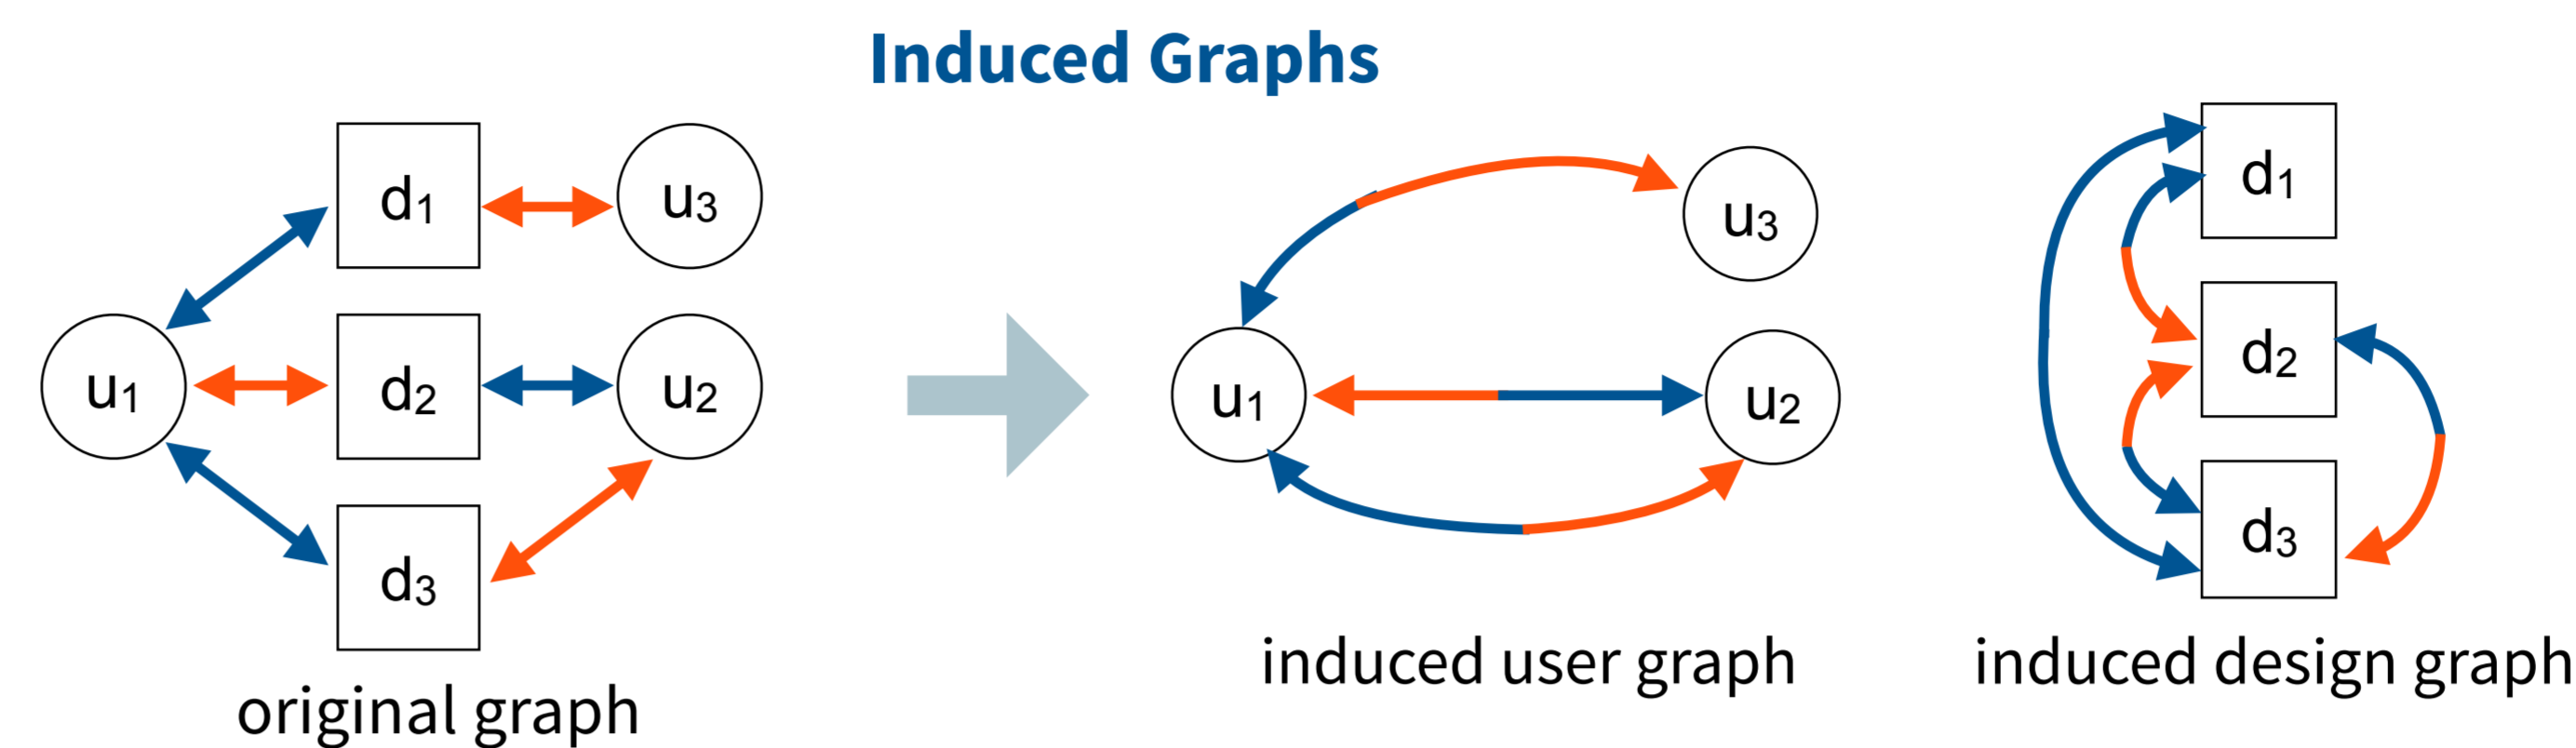 Induced Graphs
d1
u3
u1
d2
u2
d3
original graph
u3
u1
u2
induced user graph
d1
d2
d3
induced design graph